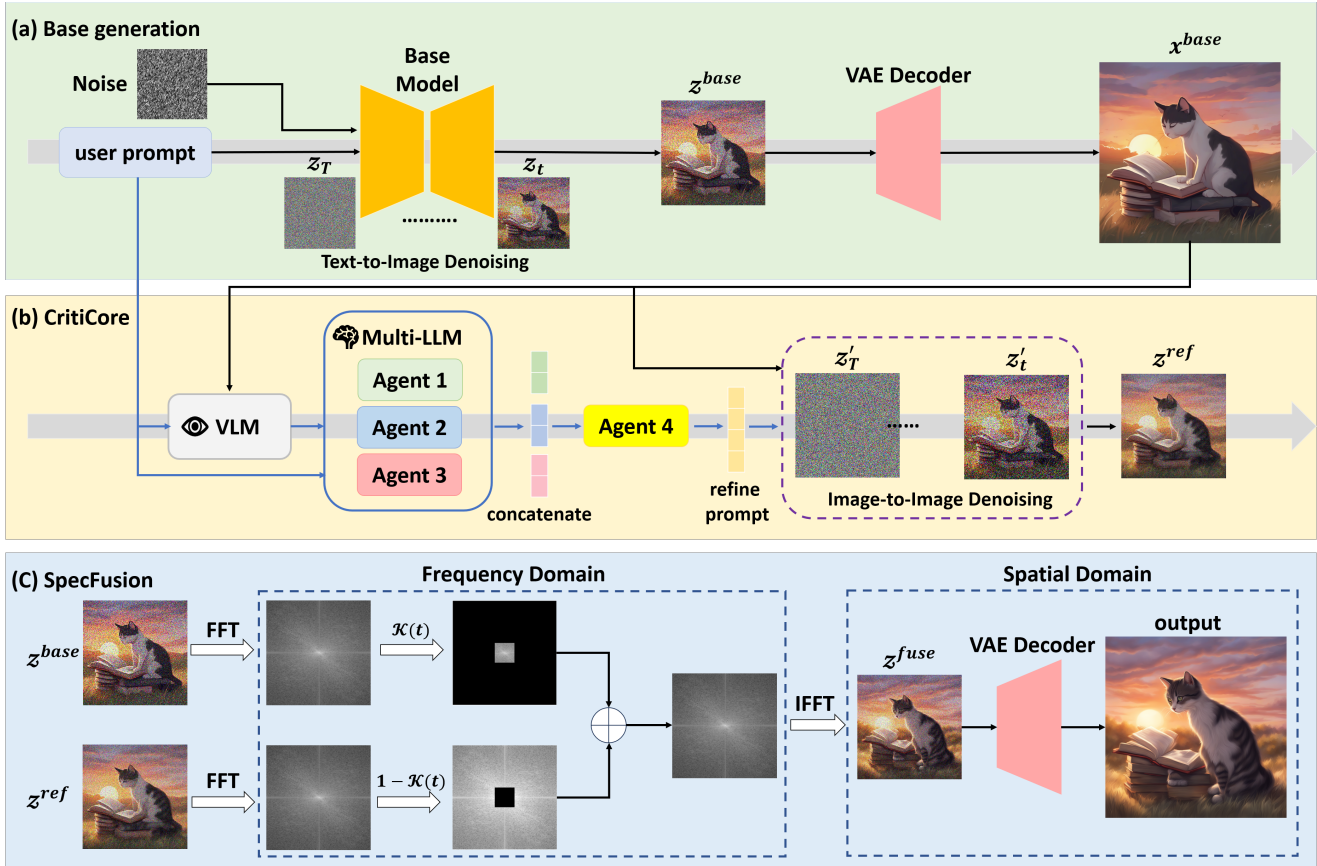 (a) Base generation
Noise
Base
Model
VAE Decoder
z^{base}
x^{base}
user prompt
z_T
z_t
..........
Text-to-Image Denoising
(b) CritiCore
Multi-LLM
Agent 1
Agent 2
Agent 3
VLM
concatenate
Agent 4
refine
prompt
z'_T
z'_t
......
Image-to-Image Denoising
z^{ref}
(C) SpecFusion
Frequency Domain
Spatial Domain
z^{base}
FFT
𝒦(t)
z^{ref}
FFT
1 − 𝒦(t)
IFFT
z^{fuse}
VAE Decoder
output